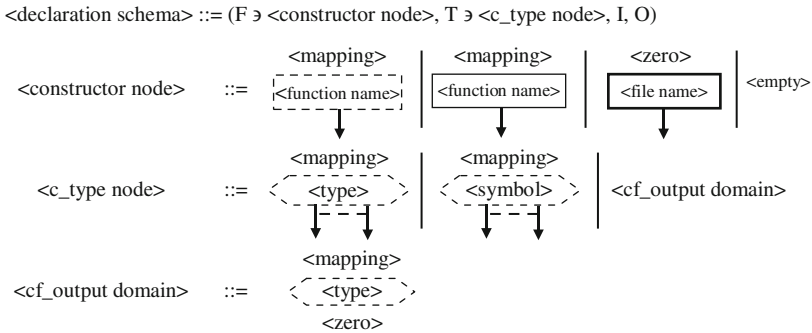 <declaration schema> ::= (F ∍ <constructor node>, T ∍ <c_type node>, I, O)
<mapping> <mapping> <zero>
<constructor node> ::= <function name> | <function name> | <file name> | <empty>
<mapping> <mapping>
<c_type node> ::= <type> | <symbol> | <cf_output domain>
<mapping>
<cf_output domain> ::= <type>
<zero>